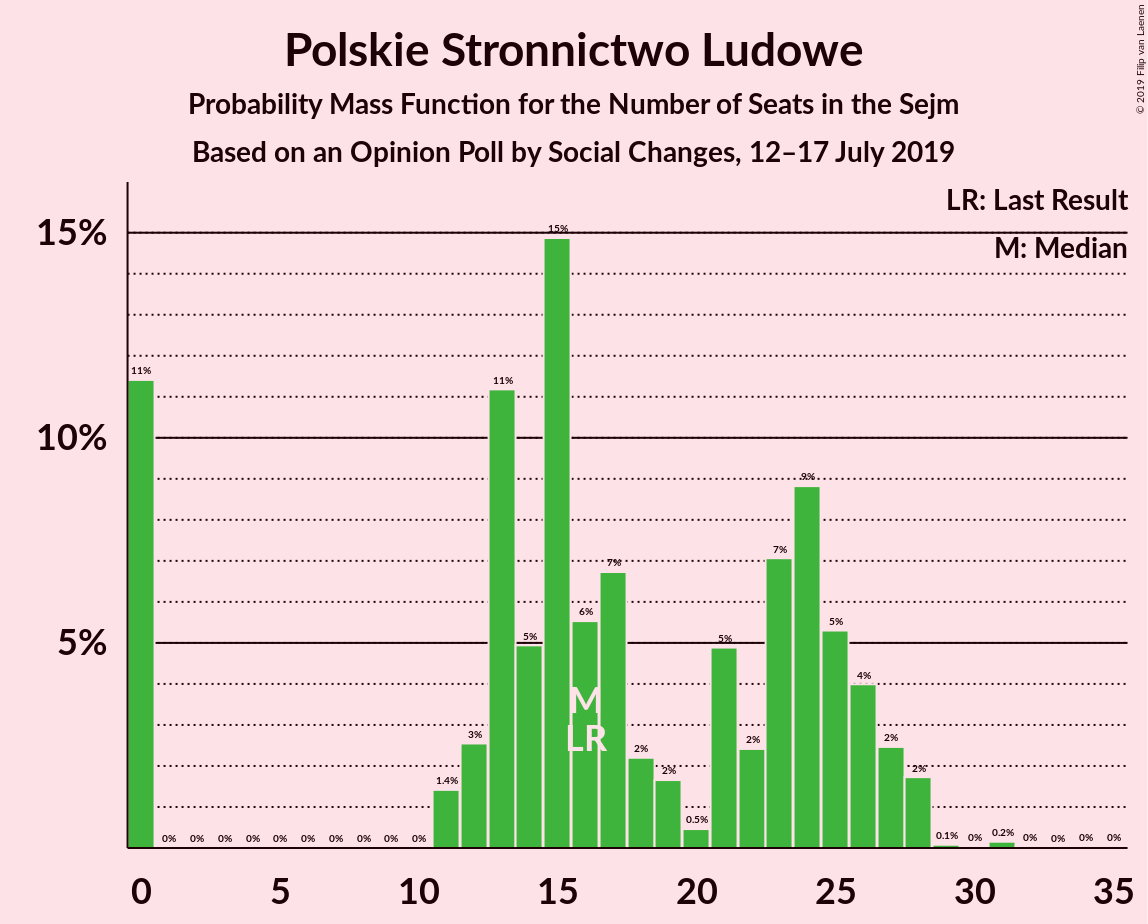 Polskie Stronnictwo Ludowe
Probability Mass Function for the Number of Seats in the Sejm
Based on an Opinion Poll by Social Changes, 12–17 July 2019
© 2019 Filip van Laenen
LR: Last Result
M: Median
15%
10%
5%
11% 0% 0% 0% 0% 0% 0% 0% 0% 0% 0% 1.4% 3% 11% 5% 15% 6% 7% 2% 2% 0.5% 5% 2% 7% 9% 5% 4% 2% 2% 0.1% 0% 0.2% 0% 0% 0% 0%
M
LR
0 5 10 15 20 25 30 35